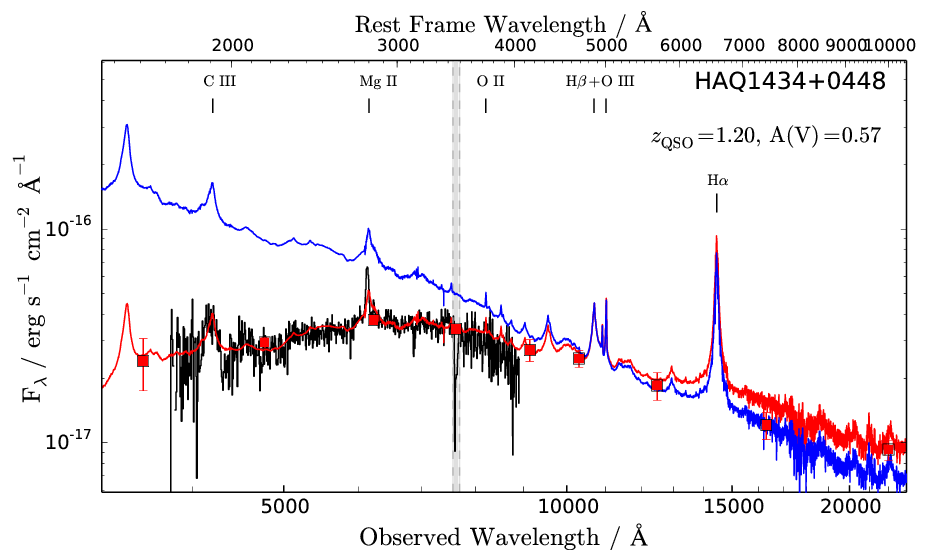 Rest Frame Wavelength / Å
2000 3000 4000 5000 6000 7000 8000 9000 10000
C III Mg II O II Hβ+O III HAQ1434+0448
z_QSO=1.20, A(V)=0.57
Hα
10^-16
10^-17
F_λ / erg s^−1 cm^−2 Å^−1
5000 10000 15000 20000
Observed Wavelength / Å